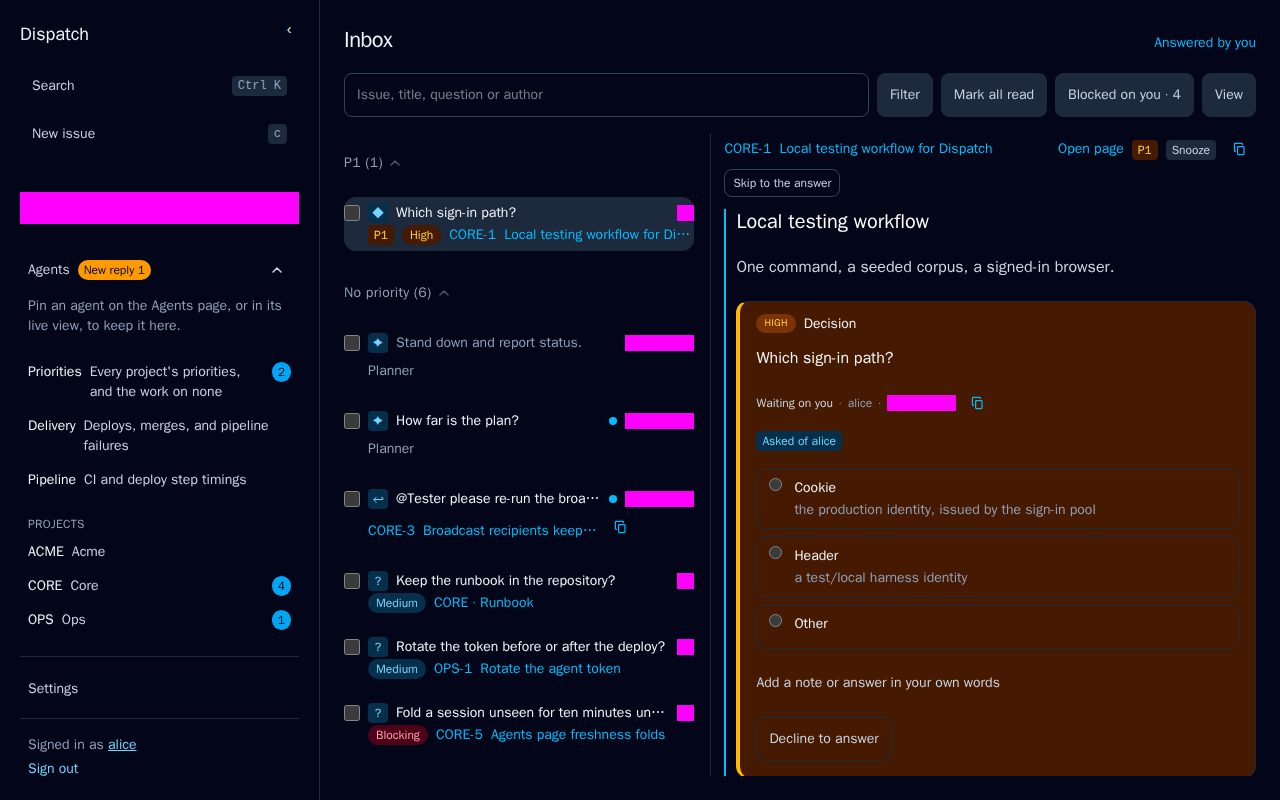 Dispatch
Search
Ctrl K
New issue
C
Agents
New reply 1
Pin an agent on the Agents page, or in its
live view, to keep it here.
Priorities
Every project's priorities,
and the work on none
2
Delivery
Deploys, merges, and pipeline
failures
Pipeline
CI and deploy step timings
PROJECTS
ACME Acme
CORE Core
4
OPS Ops
1
Settings
Signed in as alice
Sign out
Inbox
Answered by you
Issue, title, question or author
Filter
Mark all read
Blocked on you · 4
View
P1 (1)
Which sign-in path?
P1 High CORE-1 Local testing workflow for Di···
No priority (6)
Stand down and report status.
Planner
How far is the plan?
Planner
@Tester please re-run the broa···
CORE-3 Broadcast recipients keep···
? Keep the runbook in the repository?
Medium CORE · Runbook
? Rotate the token before or after the deploy?
Medium OPS-1 Rotate the agent token
? Fold a session unseen for ten minutes un···
Blocking CORE-5 Agents page freshness folds
CORE-1 Local testing workflow for Dispatch
Open page
P1
Snooze
Skip to the answer
Local testing workflow
One command, a seeded corpus, a signed-in browser.
HIGH Decision
Which sign-in path?
Waiting on you · alice ·
Asked of alice
Cookie
the production identity, issued by the sign-in pool
Header
a test/local harness identity
Other
Add a note or answer in your own words
Decline to answer